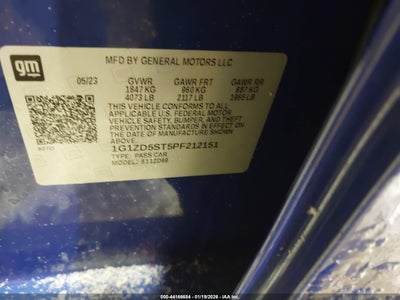 gm
MFD BY GENERAL MOTORS LLC
05/23 GVWR GAWR FRT GAWR RR
1847 KG 960 KG 887 KG
4073 LB 2117 LB 1955 LB
THIS VEHICLE CONFORMS TO ALL
APPLICABLE U.S. FEDERAL MOTOR
VEHICLE SAFETY, BUMPER, AND THEFT
PREVENTION STANDARDS IN EFFECT ON THE
DATE OF MANUFACTURE SHOWN ABOVE.
1G1ZD5ST5PF212151
TYPE: PASS CAR
MODEL:
000-44166684 - 01/19/2026 - IAA Inc.